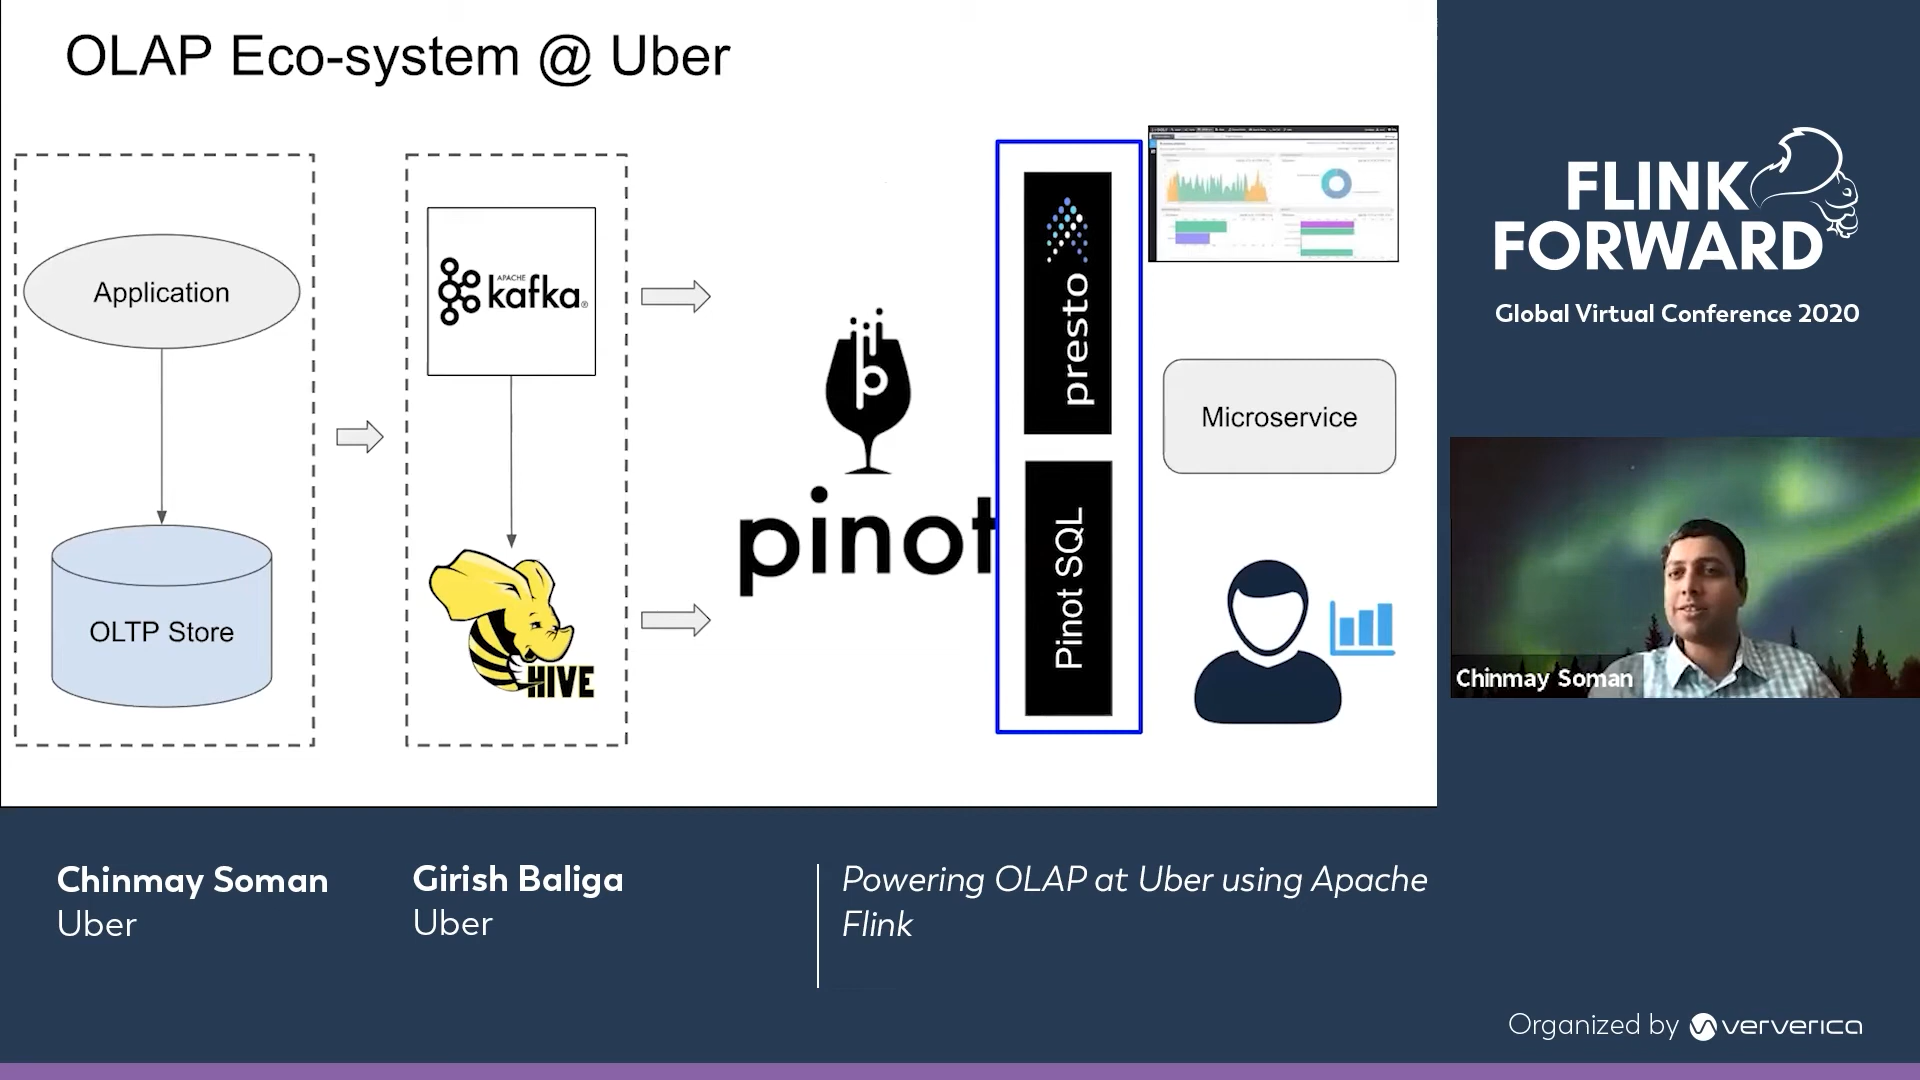 OLAP Eco-system @ Uber
Application
OLTP Store
APACHE
kafka®
HIVE
pinot
presto
Pinot SQL
Microservice
FLINK
FORWARD
Global Virtual Conference 2020
Chinmay Soman
Chinmay Soman
Uber
Girish Baliga
Uber
Powering OLAP at Uber using Apache
Flink
Organized by ververica